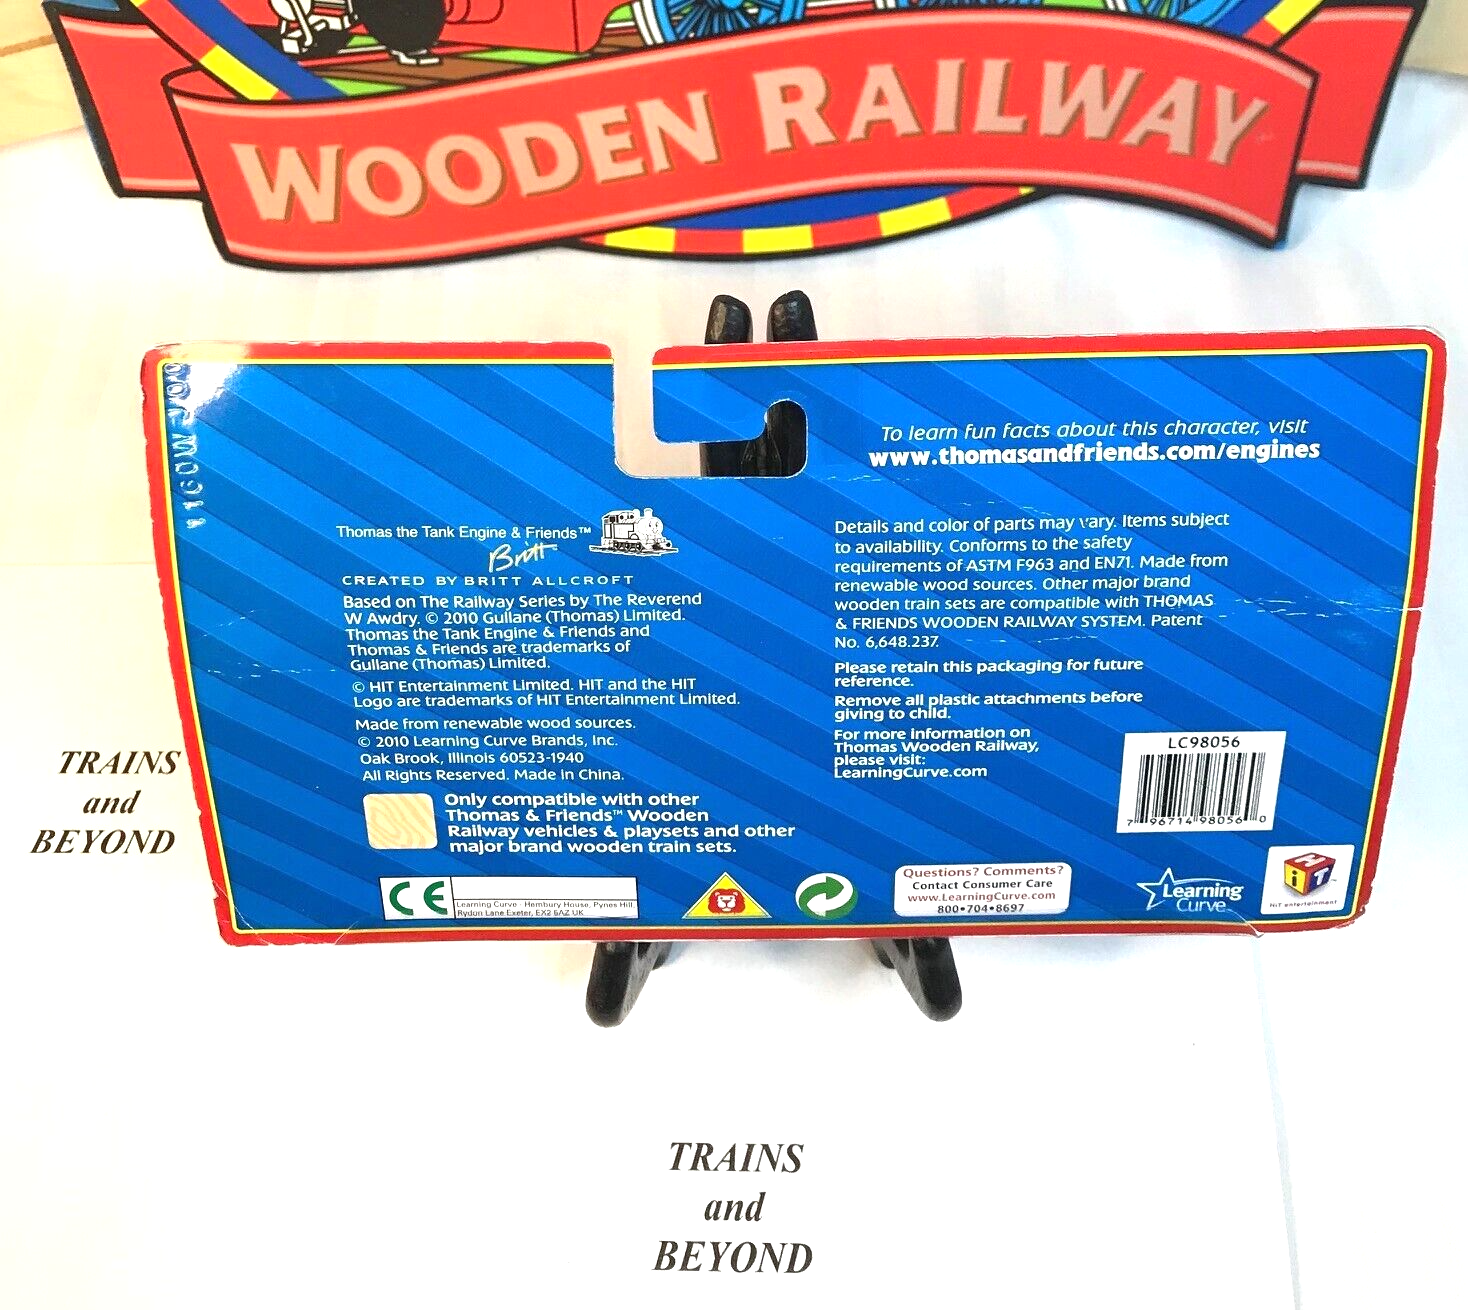 WOODEN RAILWAY
To learn fun facts about this character, visit
www.thomasandfriends.com/engines
Thomas the Tank Engine & Friends™
Britt
CREATED BY BRITT ALLCROFT
Based on The Railway Series by The Reverend
W Awdry. © 2010 Gullane (Thomas) Limited.
Thomas the Tank Engine & Friends and
Thomas & Friends are trademarks of
Gullane (Thomas) Limited.
© HIT Entertainment Limited. HIT and the HIT
Logo are trademarks of HIT Entertainment Limited.
Made from renewable wood sources.
© 2010 Learning Curve Brands, Inc.
Oak Brook, Illinois 60523-1940
All Rights Reserved. Made in China.
Only compatible with other
Thomas & Friends™ Wooden
Railway vehicles & playsets and other
major brand wooden train sets.
CE
Learning Curve · Hembury House, Pynes Hill,
Rydon Lane Exeter, EX2 5AZ UK
Details and color of parts may vary. Items subject
to availability. Conforms to the safety
requirements of ASTM F963 and EN71. Made from
renewable wood sources. Other major brand
wooden train sets are compatible with THOMAS
& FRIENDS WOODEN RAILWAY SYSTEM. Patent
No. 6,648.237.
Please retain this packaging for future
reference.
Remove all plastic attachments before
giving to child.
For more information on
Thomas Wooden Railway,
please visit:
LearningCurve.com
LC98056
7 96714 98056 0
Questions? Comments?
Contact Consumer Care
www.LearningCurve.com
800•704•8697
Learning
Curve
HiT
HiT entertainment
TRAINS
and
BEYOND
TRAINS
and
BEYOND